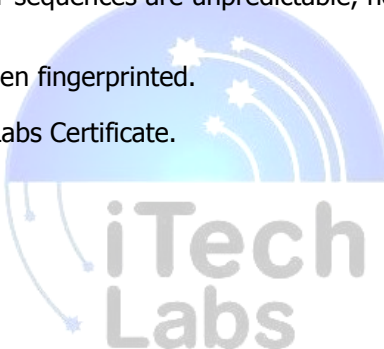 sequences are unpredictable,
en fingerprinted.
abs Certificate.
iTech
Labs